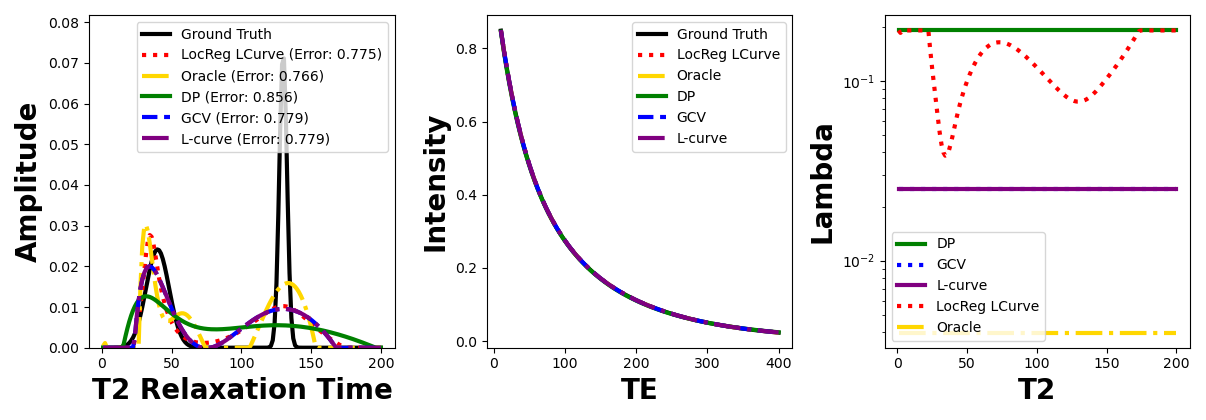 0.08
0.07
0.06
0.05
0.04
0.03
0.02
0.01
0.00
Amplitude
0
50
100
150
200
T2 Relaxation Time
Ground Truth
LocReg LCurve (Error: 0.775)
Oracle (Error: 0.766)
DP (Error: 0.856)
GCV (Error: 0.779)
L-curve (Error: 0.779)
0.8
0.6
0.4
0.2
0.0
Intensity
0
100
200
300
400
TE
Ground Truth
LocReg LCurve
Oracle
DP
GCV
L-curve
10⁻¹
10⁻²
Lambda
0
50
100
150
200
T2
DP
GCV
L-curve
LocReg LCurve
Oracle